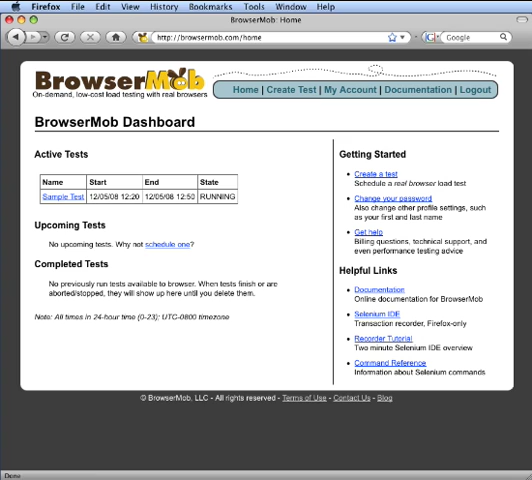 Firefox File Edit View History Bookmarks Tools Window Help
BrowserMob: Home
http://browsermob.com/home
Google
BrowserMob
On-demand, low-cost load testing with real browsers
Home | Create Test | My Account | Documentation | Logout
BrowserMob Dashboard
Active Tests
Name Start End State
Sample Test 12/05/08 12:20 12/05/08 12:50 RUNNING
Upcoming Tests
No upcoming tests. Why not schedule one?
Completed Tests
No previously run tests available to browser. When tests finish or are
aborted/stopped, they will show up here until you delete them.
Note: All times in 24-hour time (0-23); UTC-0800 timezone
Getting Started
Create a test
Schedule a real browser load test
Change your password
Also change other profile settings, such
as your first and last name
Get help
Billing questions, technical support, and
even performance testing advice
Helpful Links
Documentation
Online documentation for BrowserMob
Selenium IDE
Transaction recorder, Firefox-only
Recorder Tutorial
Two minute Selenium IDE overview
Command Reference
Information about Selenium commands
© BrowserMob, LLC - All rights reserved - Terms of Use - Contact Us - Blog
Done